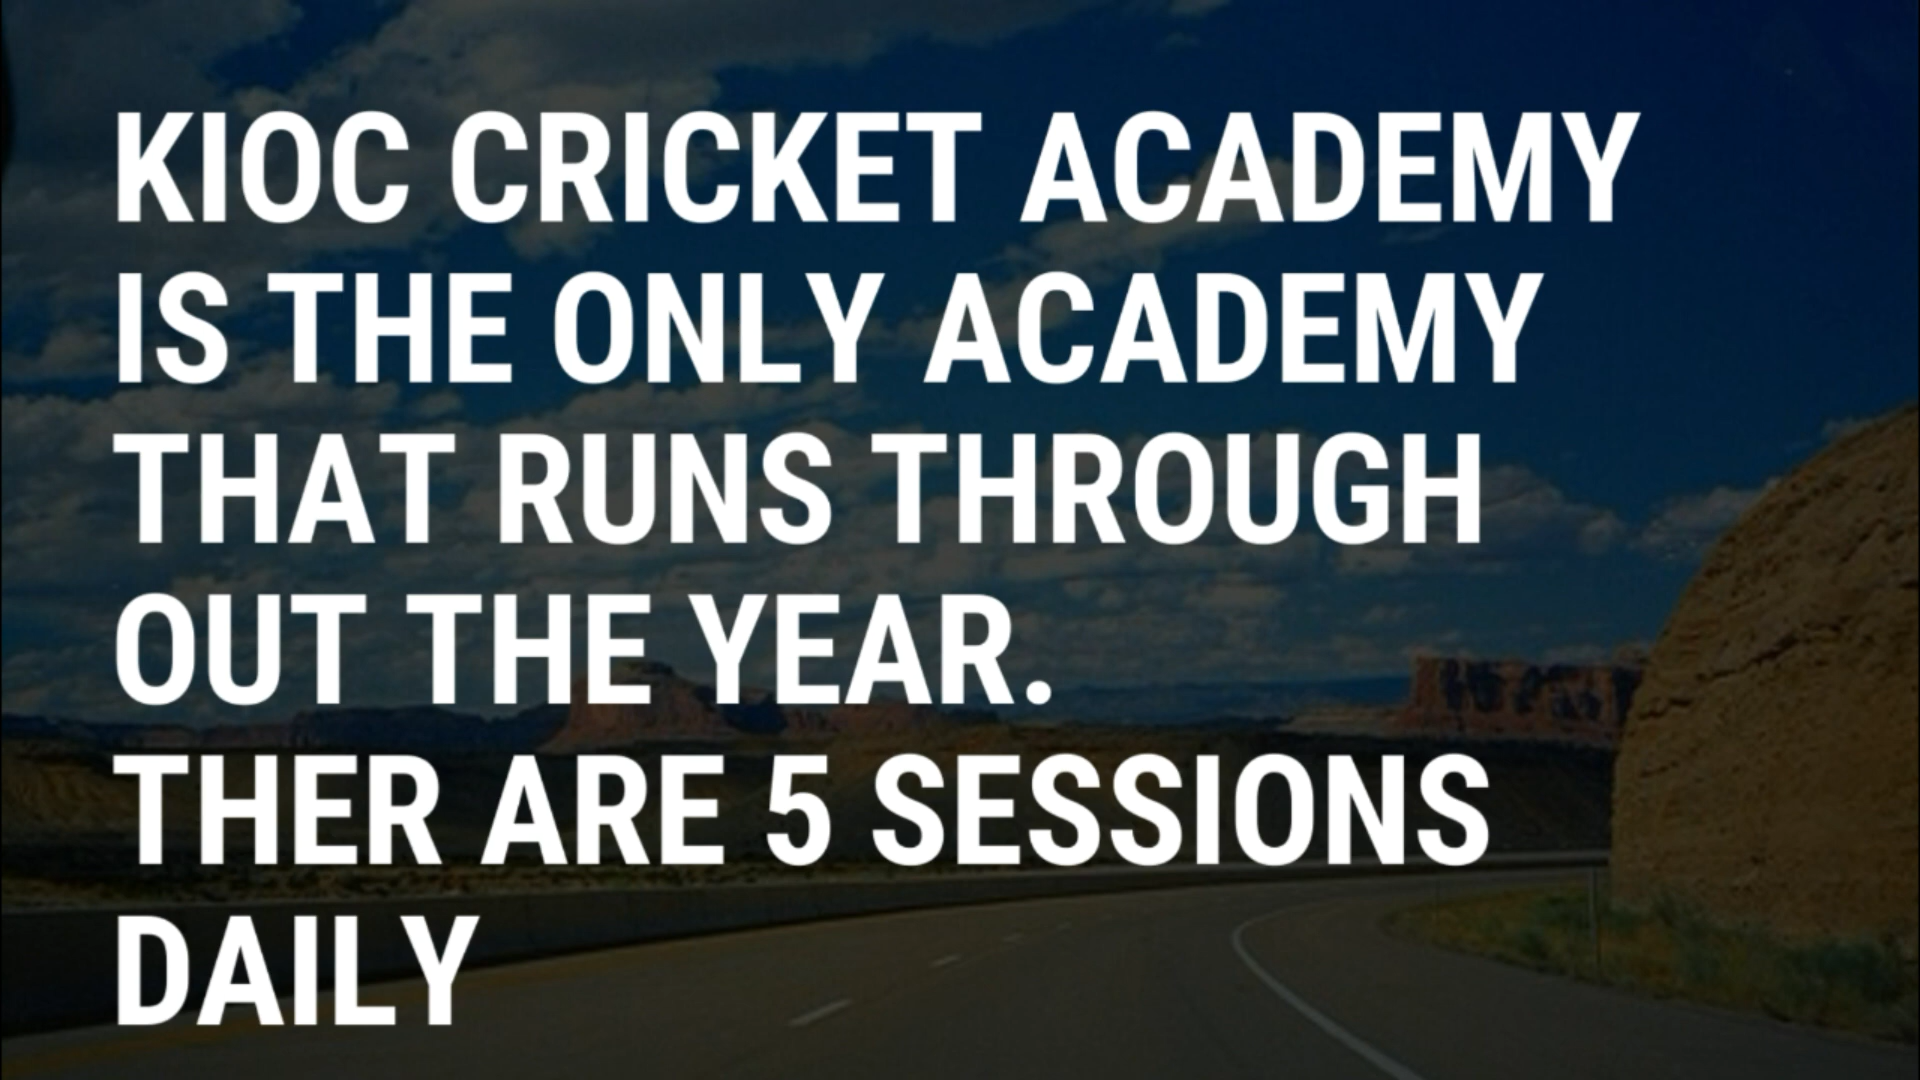 KIOC CRICKET ACADEMY
IS THE ONLY ACADEMY
THAT RUNS THROUGH
OUT THE YEAR.
THER ARE 5 SESSIONS
DAILY